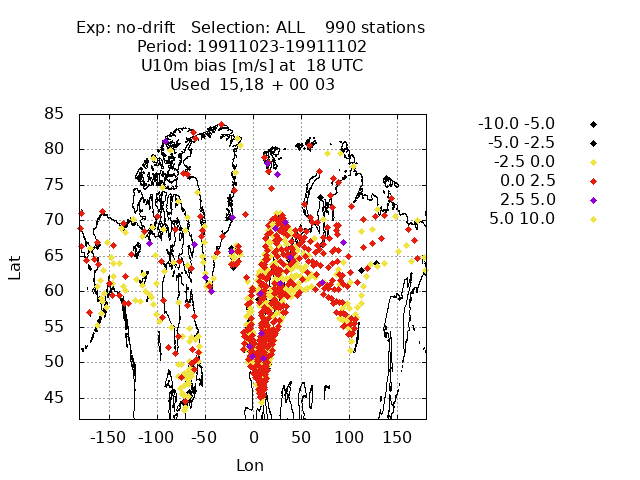 Exp: no-drift   Selection: ALL    990 stations
Period: 19911023-19911102
U10m bias [m/s] at  18 UTC
Used  15,18 + 00 03
-10.0 -5.0
-5.0 -2.5
-2.5 0.0
0.0 2.5
2.5 5.0
5.0 10.0
85
80
75
70
65
60
55
50
45
Lat
-150 -100 -50 0 50 100 150
Lon